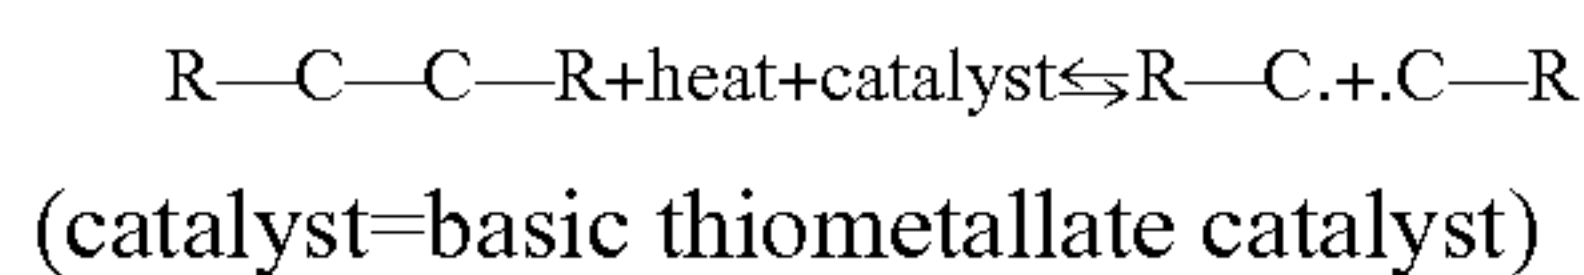 R—C—C—R+heat+catalyst⇆R—C.+.C—R
(catalyst=basic thiometallate catalyst)